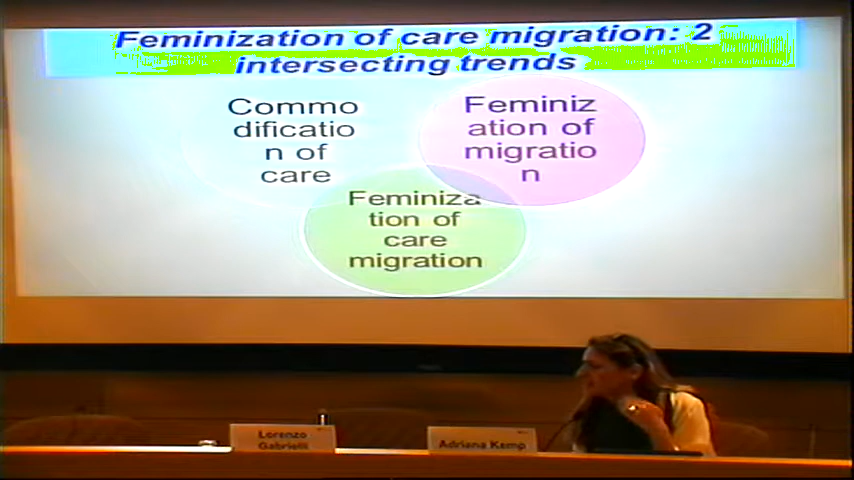 Feminization of care migration: 2
intersecting trends
Commo
dificatio
n of
care
Feminiz
ation of
migratio
n
Feminiza
tion of
care
migration
Lorenzo
Gabrielli
Adriana Kemp